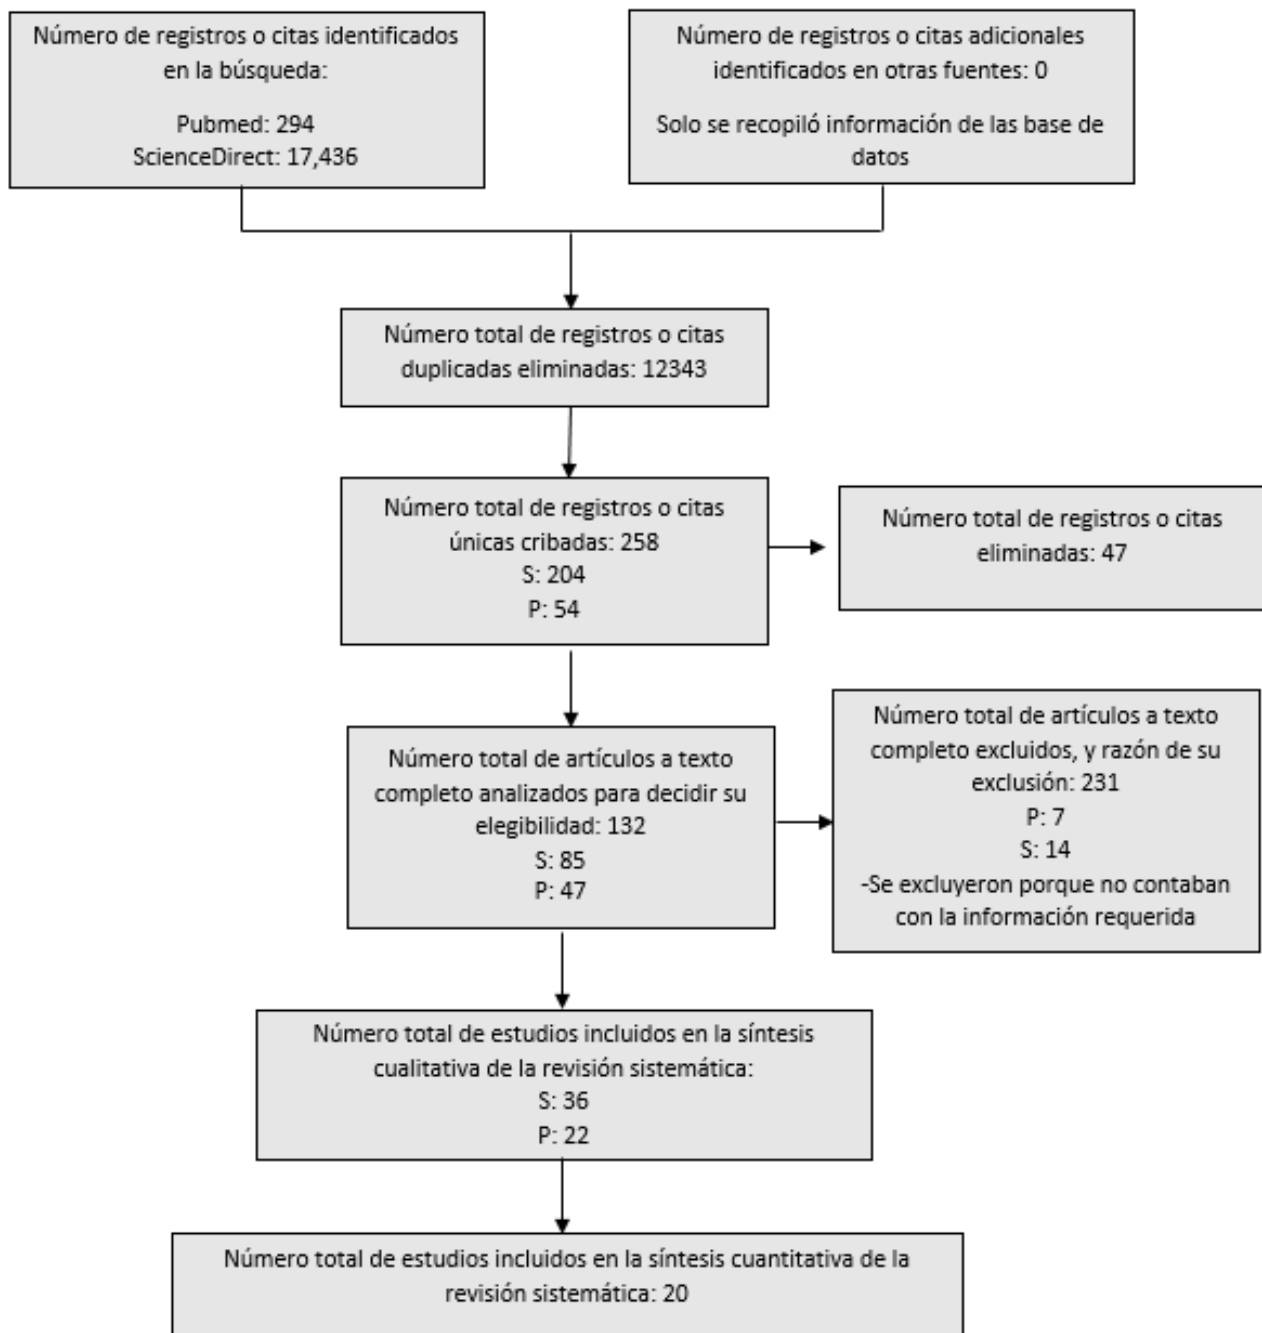 Número de registros o citas identificados
en la búsqueda:
Pubmed: 294
ScienceDirect: 17,436
Número de registros o citas adicionales
identificados en otras fuentes: 0
Solo se recopiló información de las base de
datos
Número total de registros o citas
duplicadas eliminadas: 12343
Número total de registros o citas
únicas cribadas: 258
S: 204
P: 54
Número total de registros o citas
eliminadas: 47
Número total de artículos a texto
completo analizados para decidir su
elegibilidad: 132
S: 85
P: 47
Número total de artículos a texto
completo excluidos, y razón de su
exclusión: 231
P: 7
S: 14
-Se excluyeron porque no contaban
con la información requerida
Número total de estudios incluidos en la síntesis
cualitativa de la revisión sistemática:
S: 36
P: 22
Número total de estudios incluidos en la síntesis cuantitativa de la
revisión sistemática: 20